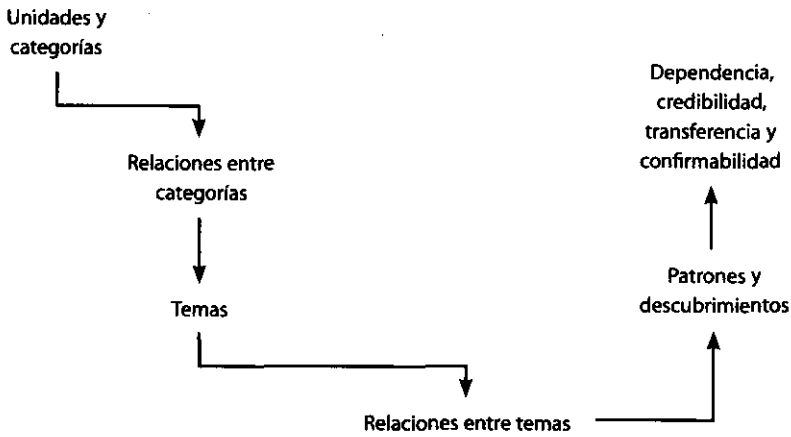 Unidades y
categorías
Relaciones entre
categorías
Temas
Relaciones entre temas
Patrones y
descubrimientos
Dependencia,
credibilidad,
transferencia y
confirmabilidad